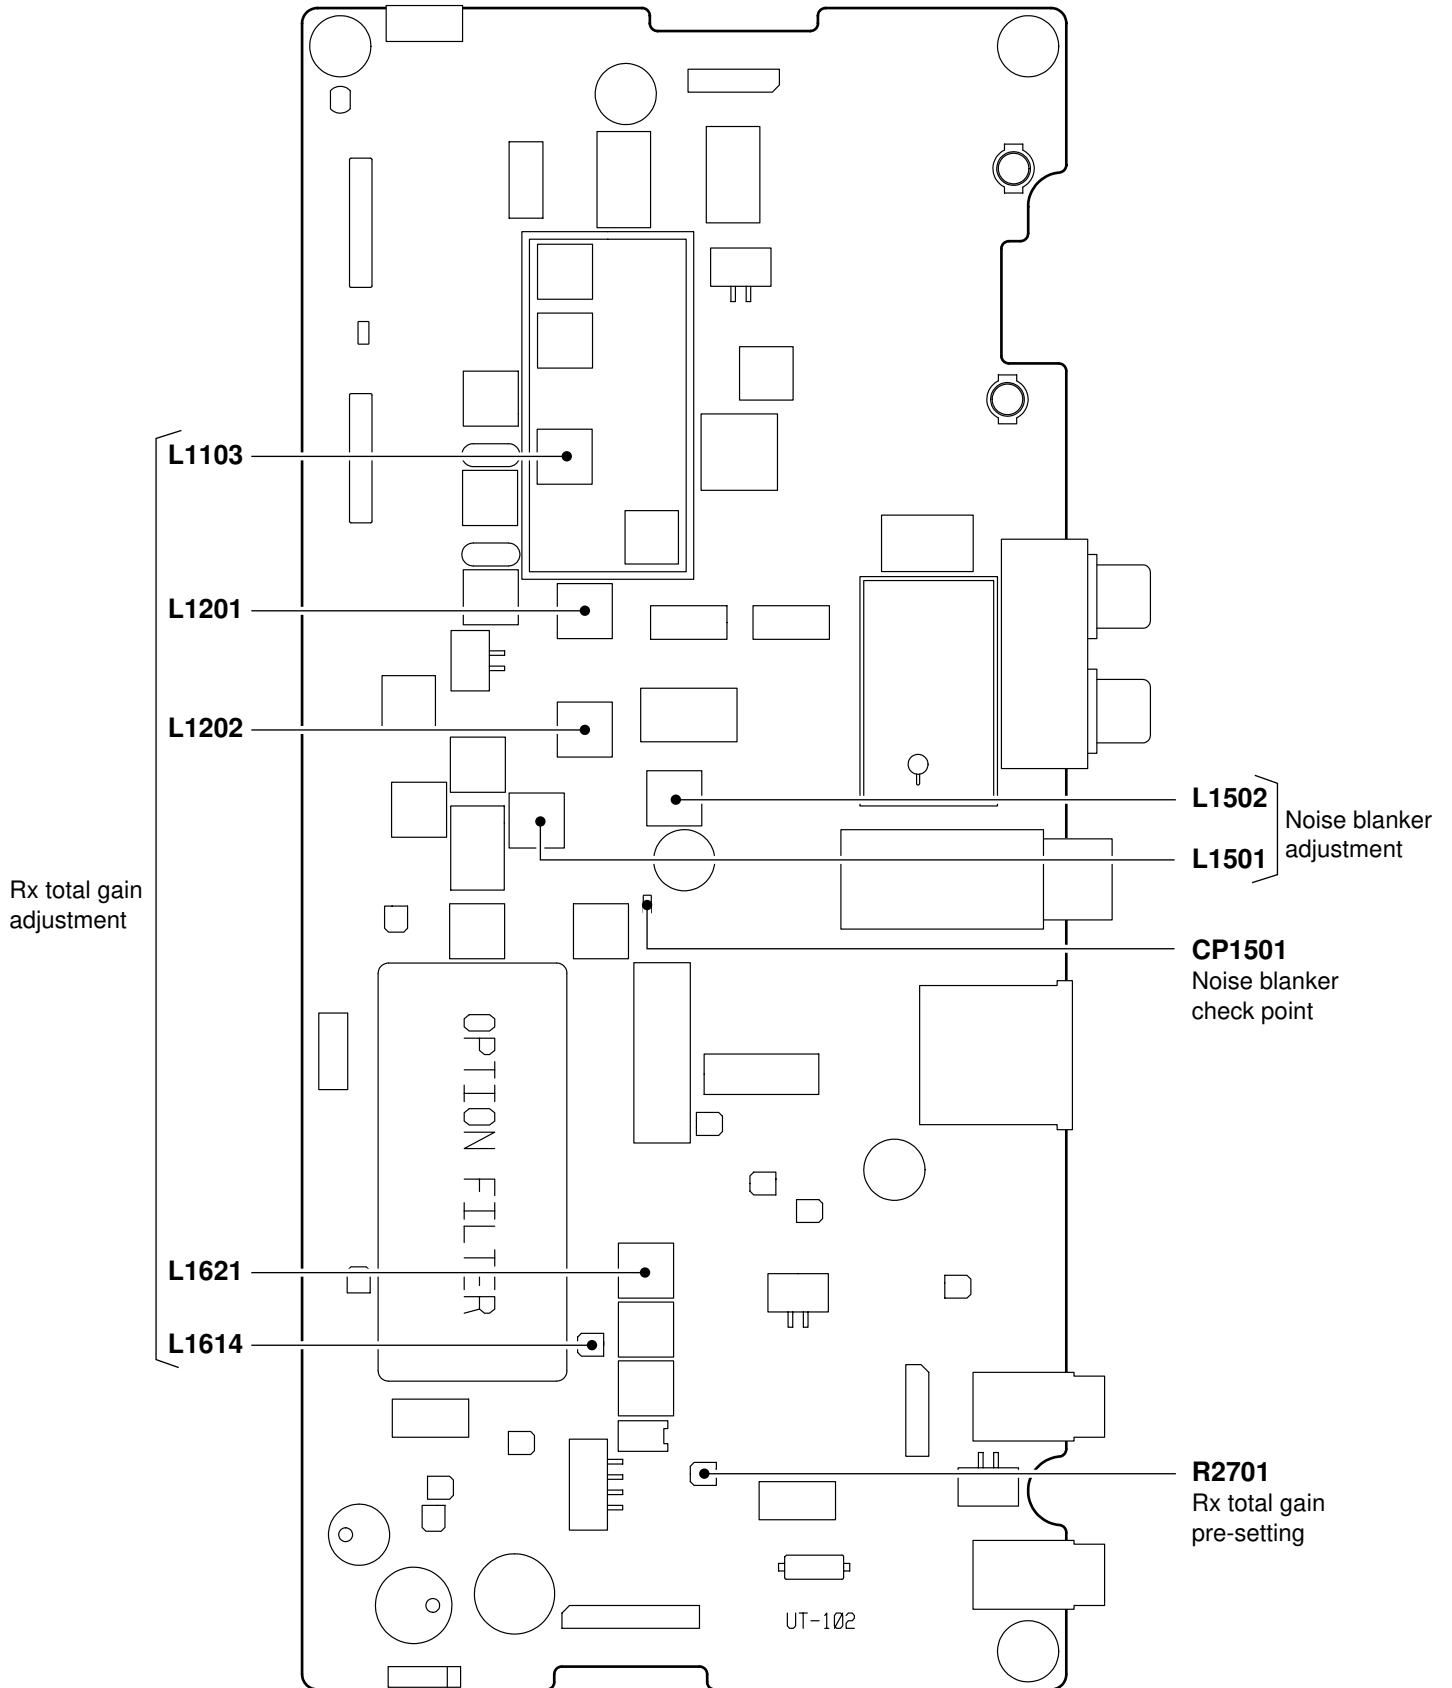 L1103
L1201
L1202
L1502
L1501
Noise blanker
adjustment
Rx total gain
adjustment
CP1501
Noise blanker
check point
OPTION FILTER
L1621
L1614
R2701
Rx total gain
pre-setting
UT-102